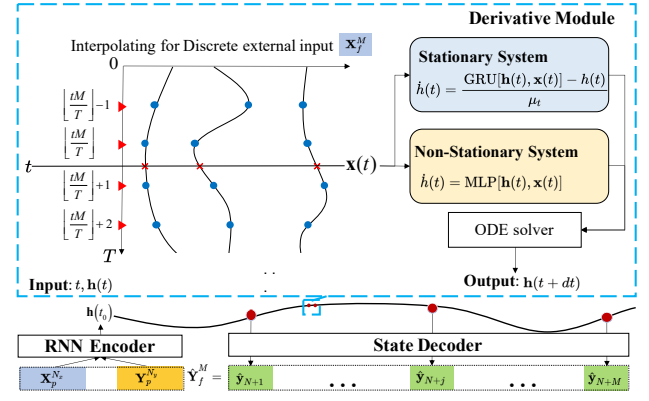 Derivative Module
Interpolating for Discrete external input 𝐗_f^M
0
⌊tM/T⌋−1
⌊tM/T⌋
t
𝐱(t)
⌊tM/T⌋+1
⌊tM/T⌋+2
T
Stationary System
ḣ(t) = (GRU[𝐡(t), 𝐱(t)] − h(t))/μ_t
Non-Stationary System
ḣ(t) = MLP[𝐡(t), 𝐱(t)]
ODE solver
Input: t, 𝐡(t)
. .
. .
Output: 𝐡(t + dt)
𝐡(t_0)
RNN Encoder
State Decoder
𝐗_p^{N_x}
𝐘_p^{N_y}
𝐘̂_f^M =
𝐲̂_{N+1}
• • •
𝐲̂_{N+j}
• • •
𝐲̂_{N+M}